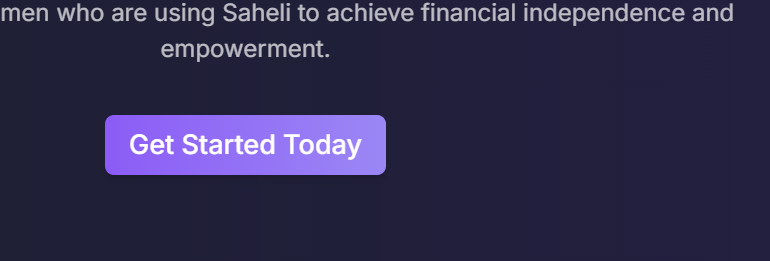 men who are using Saheli to achieve financial independence and
empowerment.
Get Started Today